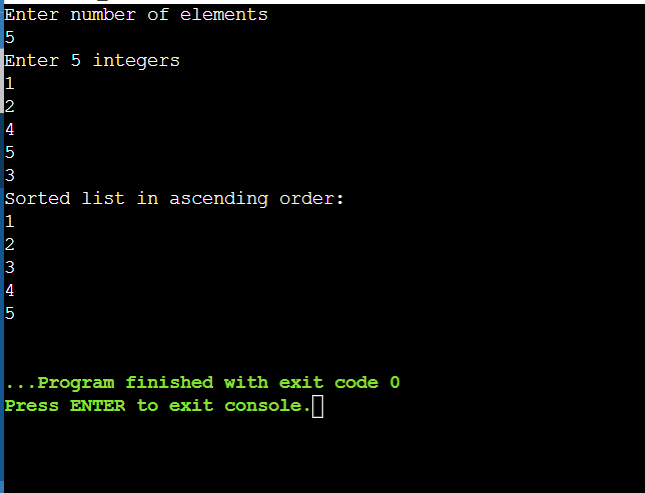 Enter number of elements
5
Enter 5 integers
1
2
4
5
3
Sorted list in ascending order:
1
2
3
4
5
...Program finished with exit code 0
Press ENTER to exit console.